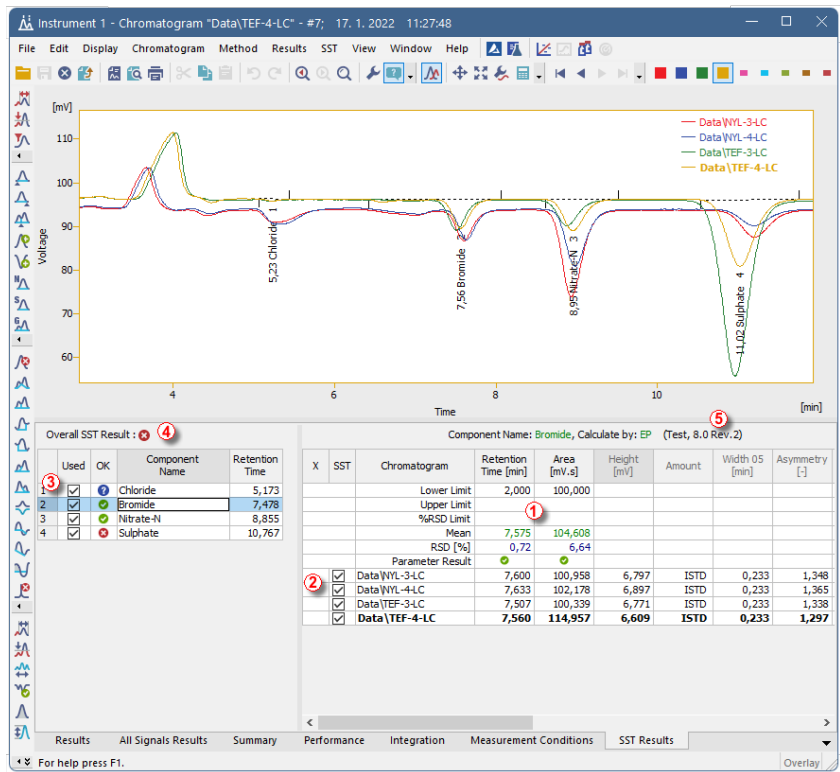 Instrument 1 - Chromatogram "Data\TEF-4-LC" - #7; 17. 1. 2022 11:27:48
File Edit Display Chromatogram Method Results SST View Window Help
[mV]
110
100
90
80
70
60
Voltage
Data\NYL-3-LC
Data\NYL-4-LC
Data\TEF-3-LC
Data\TEF-4-LC
5,23 Chloride 1
7,56 Bromide 2
8,95 Nitrate-N 3
11,02 Sulphate 4
4 6 8 10
Time
[min]
Overall SST Result : 4
Used OK Component Name Retention Time
3
1 Chloride 5,173
2 Bromide 7,478
3 Nitrate-N 8,855
4 Sulphate 10,767
5
Component Name: Bromide, Calculate by: EP (Test, 8.0 Rev.2)
X SST Chromatogram Retention Time [min] Area [mV.s] Height [mV] Amount Width 05 [min] Asymmetry [-]
Lower Limit 2,000 100,000
Upper Limit
%RSD Limit
1
Mean 7,575 104,608
RSD [%] 0,72 6,64
Parameter Result
2
Data\NYL-3-LC 7,600 100,958 6,797 ISTD 0,233 1,348
Data\NYL-4-LC 7,633 102,178 6,897 ISTD 0,233 1,365
Data\TEF-3-LC 7,507 100,339 6,771 ISTD 0,233 1,338
Data\TEF-4-LC 7,560 114,957 6,609 ISTD 0,233 1,297
Results All Signals Results Summary Performance Integration Measurement Conditions SST Results
For help press F1.
Overlay